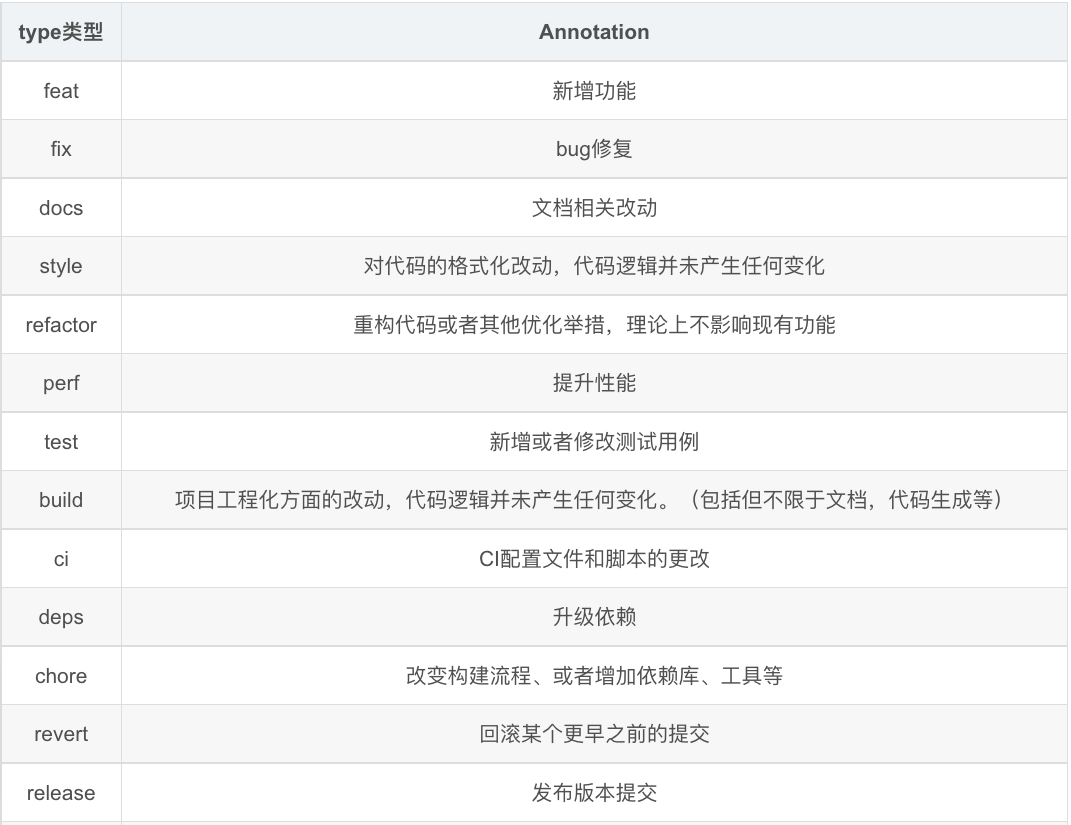 type类型 Annotation
feat 新增功能
fix bug修复
docs 文档相关改动
style 对代码的格式化改动，代码逻辑并未产生任何变化
refactor 重构代码或者其他优化举措，理论上不影响现有功能
perf 提升性能
test 新增或者修改测试用例
build 项目工程化方面的改动，代码逻辑并未产生任何变化。（包括但不限于文档，代码生成等）
ci CI配置文件和脚本的更改
deps 升级依赖
chore 改变构建流程、或者增加依赖库、工具等
revert 回滚某个更早之前的提交
release 发布版本提交